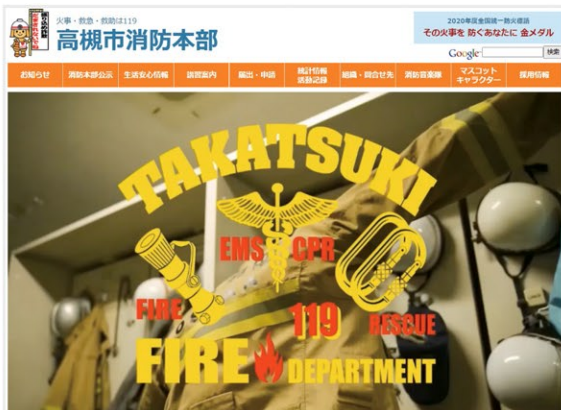 火事・救急・救助は119
高槻市消防本部
2020年度全国統一防火標語
その火事を 防ぐあなたに 金メダル
Google 検索
お知らせ 消防本部公示 生活安心情報 講習案内 届出・申請 統計情報 活動記録 組織・問合せ先 消防音楽隊 マスコット キャラクター 採用情報
TAKATSUKI
EMS CPR
FIRE 119 RESCUE
FIRE DEPARTMENT